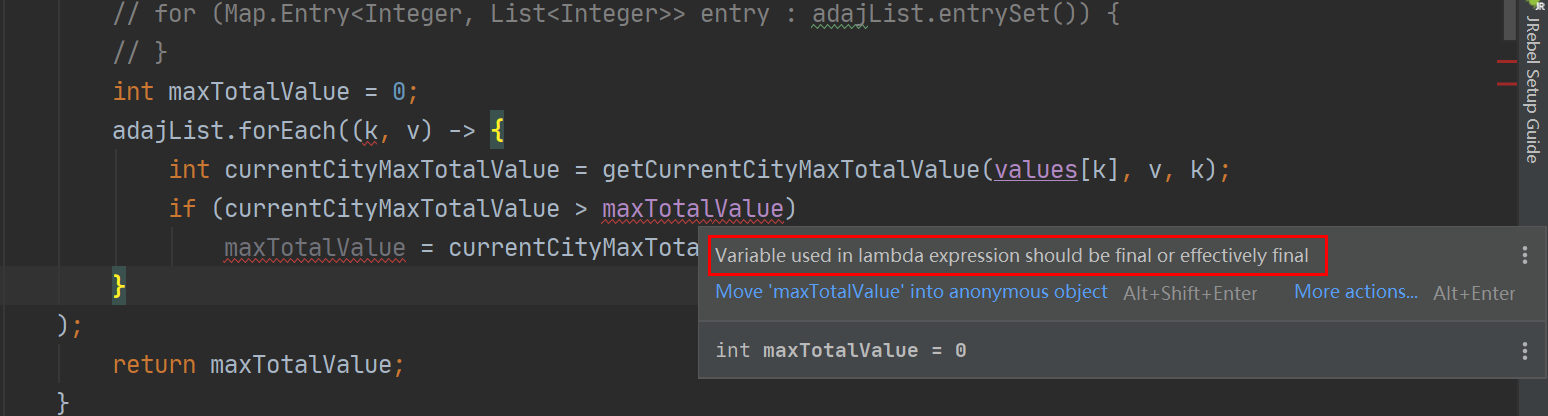 // for (Map.Entry<Integer, List<Integer>> entry : adajList.entrySet()) {
// }
int maxTotalValue = 0;
adajList.forEach((k, v) -> {
int currentCityMaxTotalValue = getCurrentCityMaxTotalValue(values[k], v, k);
if (currentCityMaxTotalValue > maxTotalValue)
maxTotalValue = currentCityMaxTota
Variable used in lambda expression should be final or effectively final
Move 'maxTotalValue' into anonymous object Alt+Shift+Enter More actions... Alt+Enter
}
);
int maxTotalValue = 0
return maxTotalValue;
}
JR
JRebel Setup Guide